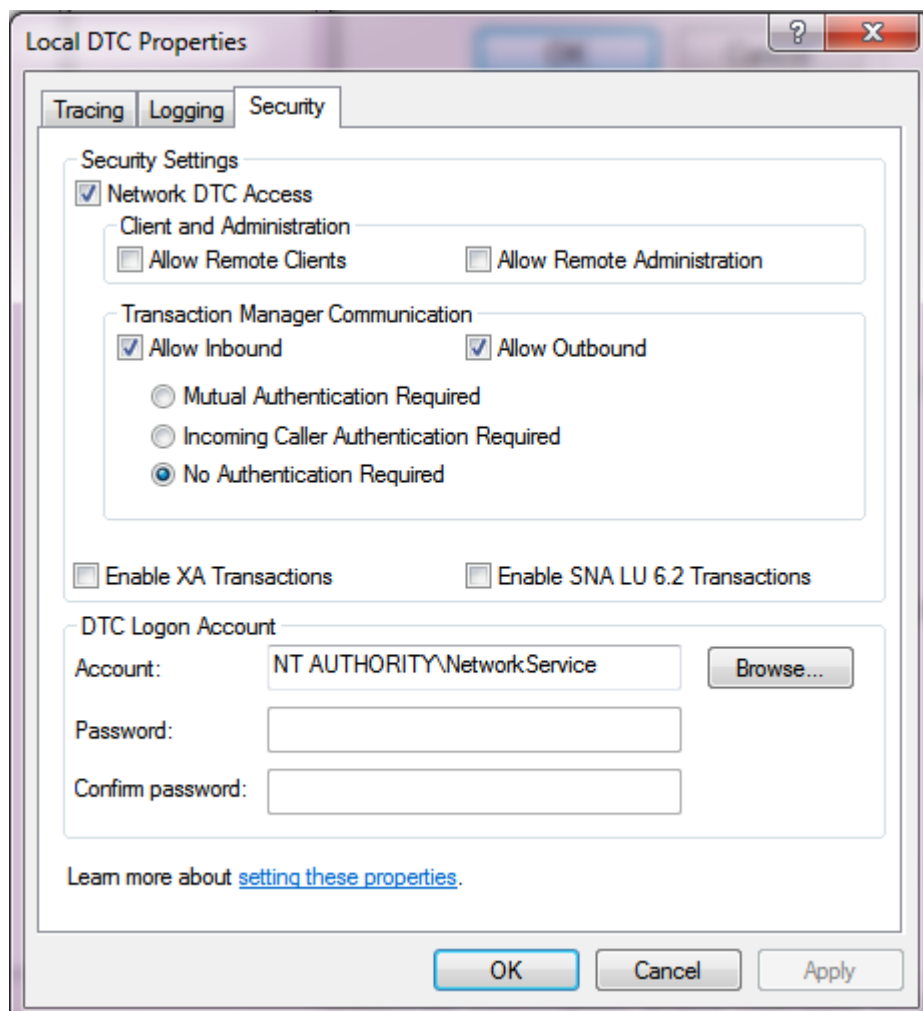 Local DTC Properties
?
Tracing Logging Security
Security Settings
Network DTC Access
Client and Administration
Allow Remote Clients Allow Remote Administration
Transaction Manager Communication
Allow Inbound Allow Outbound
Mutual Authentication Required
Incoming Caller Authentication Required
No Authentication Required
Enable XA Transactions Enable SNA LU 6.2 Transactions
DTC Logon Account
Account: NT AUTHORITY\NetworkService Browse...
Password:
Confirm password:
Learn more about setting these properties.
OK Cancel Apply